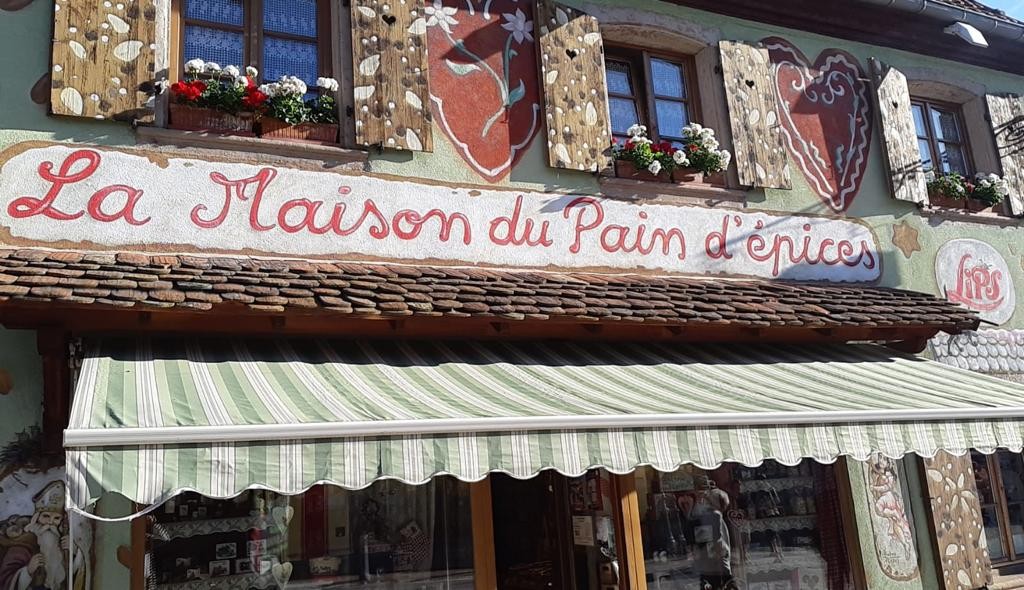 La Maison du Pain d'épices
Lips